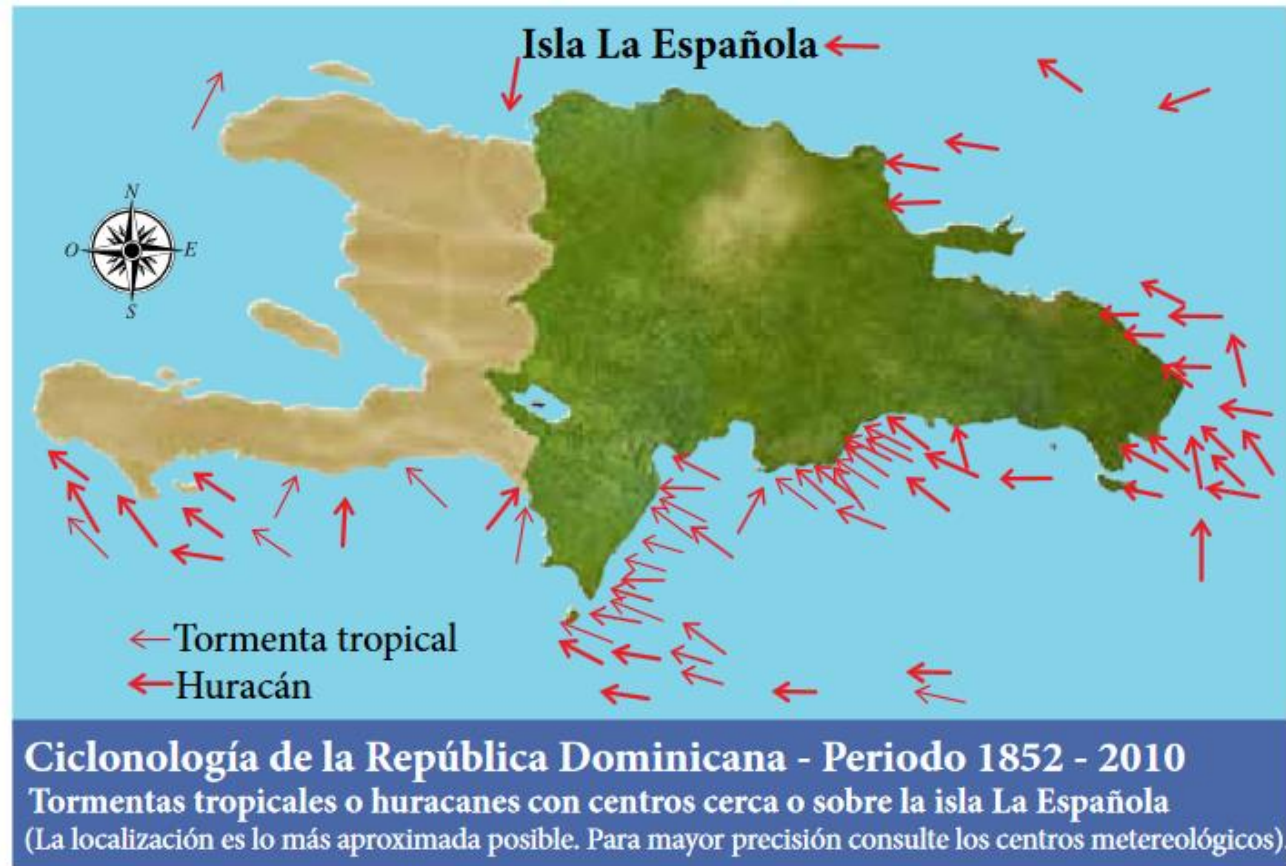 Isla La Española
N
O
E
S
Tormenta tropical
Huracán
Ciclonología de la República Dominicana - Periodo 1852 - 2010
Tormentas tropicales o huracanes con centros cerca o sobre la isla La Española
(La localización es lo más aproximada posible. Para mayor precisión consulte los centros metereológicos)